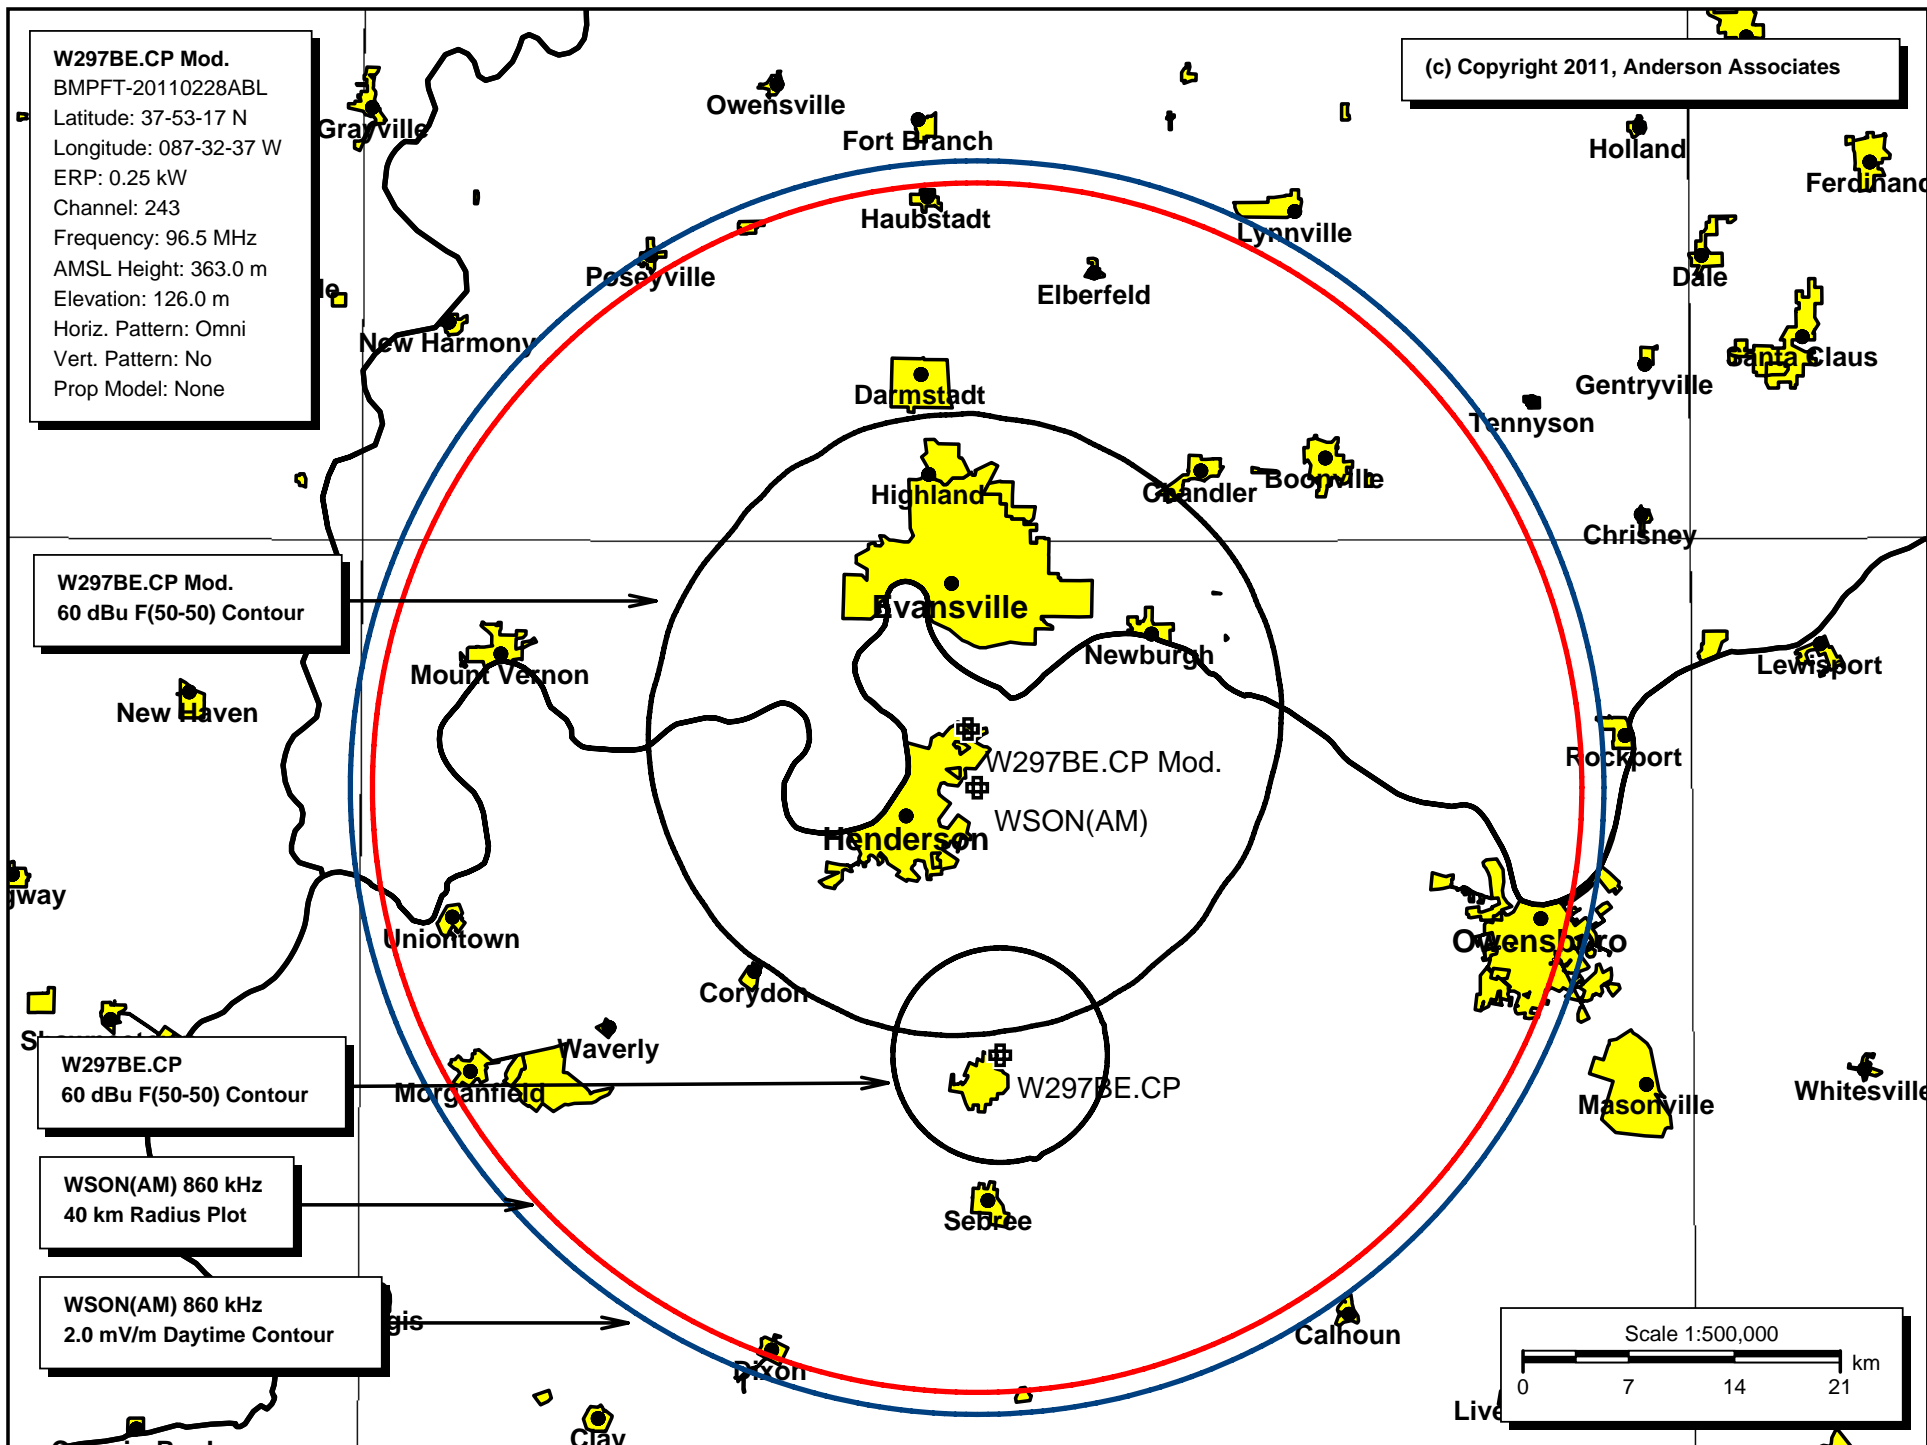 W297BE.CP Mod.
BMPFT-20110228ABL
Latitude: 37-53-17 N
Longitude: 087-32-37 W
ERP: 0.25 kW
Channel: 243
Frequency: 96.5 MHz
AMSL Height: 363.0 m
Elevation: 126.0 m
Horiz. Pattern: Omni
Vert. Pattern: No
Prop Model: None
(c) Copyright 2011, Anderson Associates
Grayville
Owensville
Fort Branch
Holland
Ferdinand
Haubstadt
Lynnville
Poseyville
Elberfeld
Dale
le
New Harmony
Santa Claus
Gentryville
Darmstadt
Tennyson
Highland
Chandler
Boonville
Chrisney
W297BE.CP Mod.
60 dBu F(50-50) Contour
Evansville
Newburgh
Lewisport
Mount Vernon
New Haven
Rockport
W297BE.CP Mod.
WSON(AM)
Henderson
gway
Uniontown
Owensboro
Corydon
Waverly
W297BE.CP
60 dBu F(50-50) Contour
Morganfield
W297BE.CP
Masonville
Whitesville
WSON(AM) 860 kHz
40 km Radius Plot
Sebree
WSON(AM) 860 kHz
2.0 mV/m Daytime Contour
gis
Calhoun
Scale 1:500,000
km
0 7 14 21
Dixon
Live
Clay